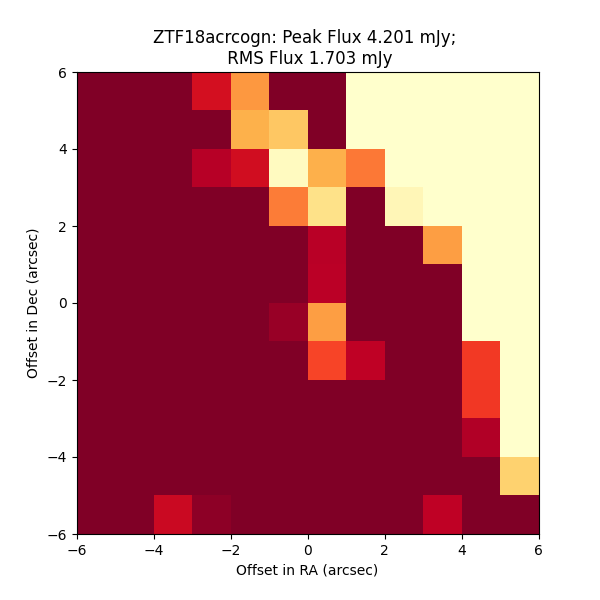 ZTF18acrcogn: Peak Flux 4.201 mJy;
RMS Flux 1.703 mJy
6
4
2
0
−2
−4
−6
Offset in Dec (arcsec)
−6 −4 −2 0 2 4 6
Offset in RA (arcsec)